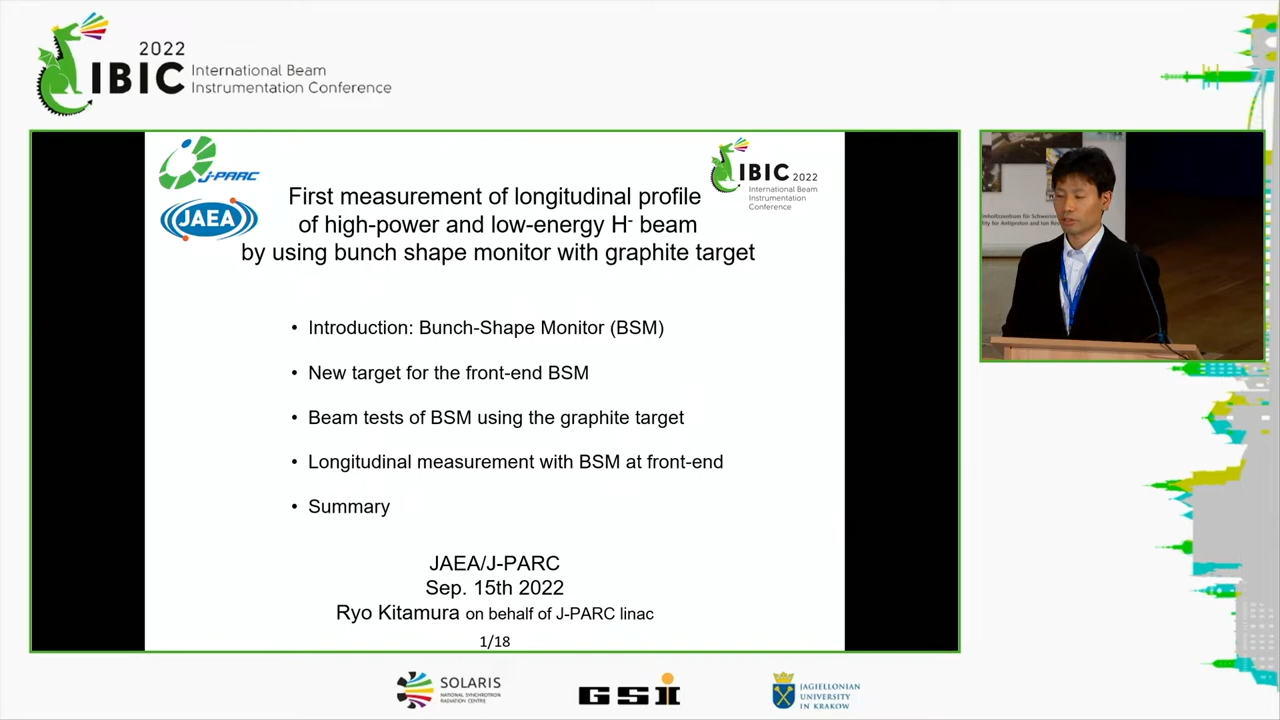 2022
IBIC International Beam
Instrumentation Conference
J-PARC
JAEA
IBIC 2022
International Beam
Instrumentation
Conference
First measurement of longitudinal profile
of high-power and low-energy H- beam
by using bunch shape monitor with graphite target
• Introduction: Bunch-Shape Monitor (BSM)
• New target for the front-end BSM
• Beam tests of BSM using the graphite target
• Longitudinal measurement with BSM at front-end
• Summary
JAEA/J-PARC
Sep. 15th 2022
Ryo Kitamura on behalf of J-PARC linac
1/18
SOLARIS
NATIONAL SYNCHROTRON
RADIATION CENTRE
GSI
JAGIELLONIAN
UNIVERSITY
IN KRAKOW